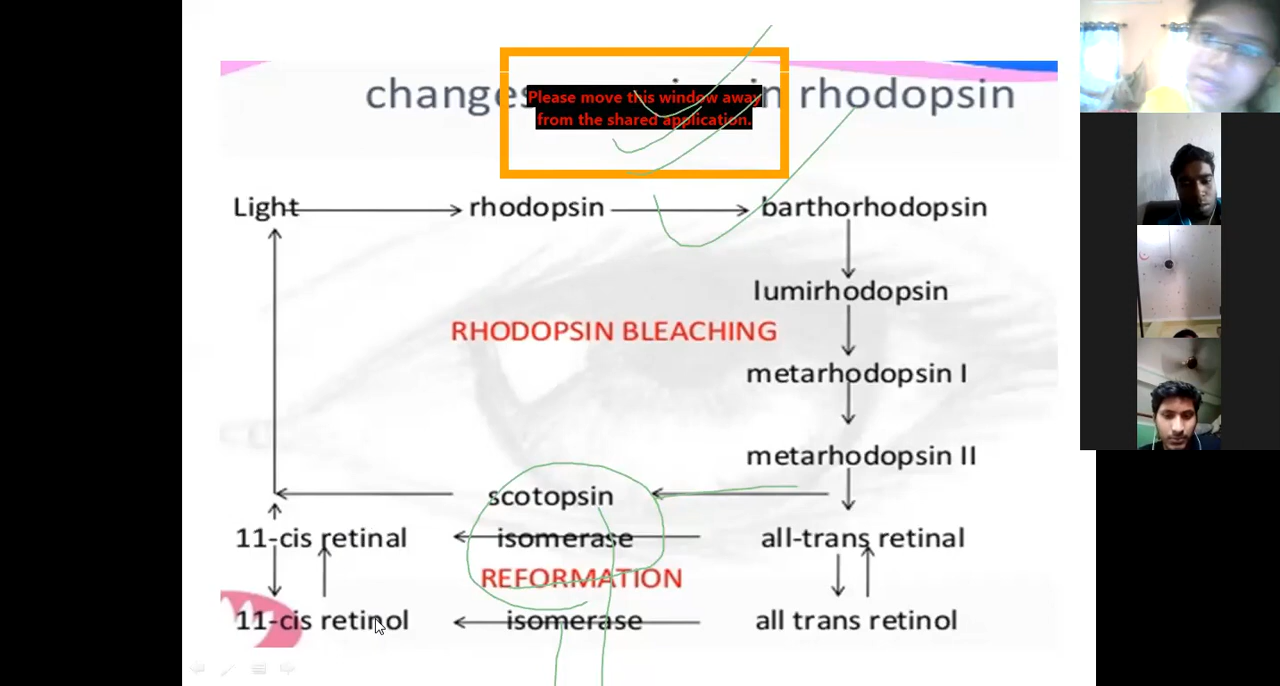 changes in rhodopsin
Please move this window away
from the shared application.
Light rhodopsin barthorhodopsin
lumirhodopsin
RHODOPSIN BLEACHING
metarhodopsin I
metarhodopsin II
scotopsin
11-cis retinal isomerase all-trans retinal
REFORMATION
11-cis retinol isomerase all trans retinol